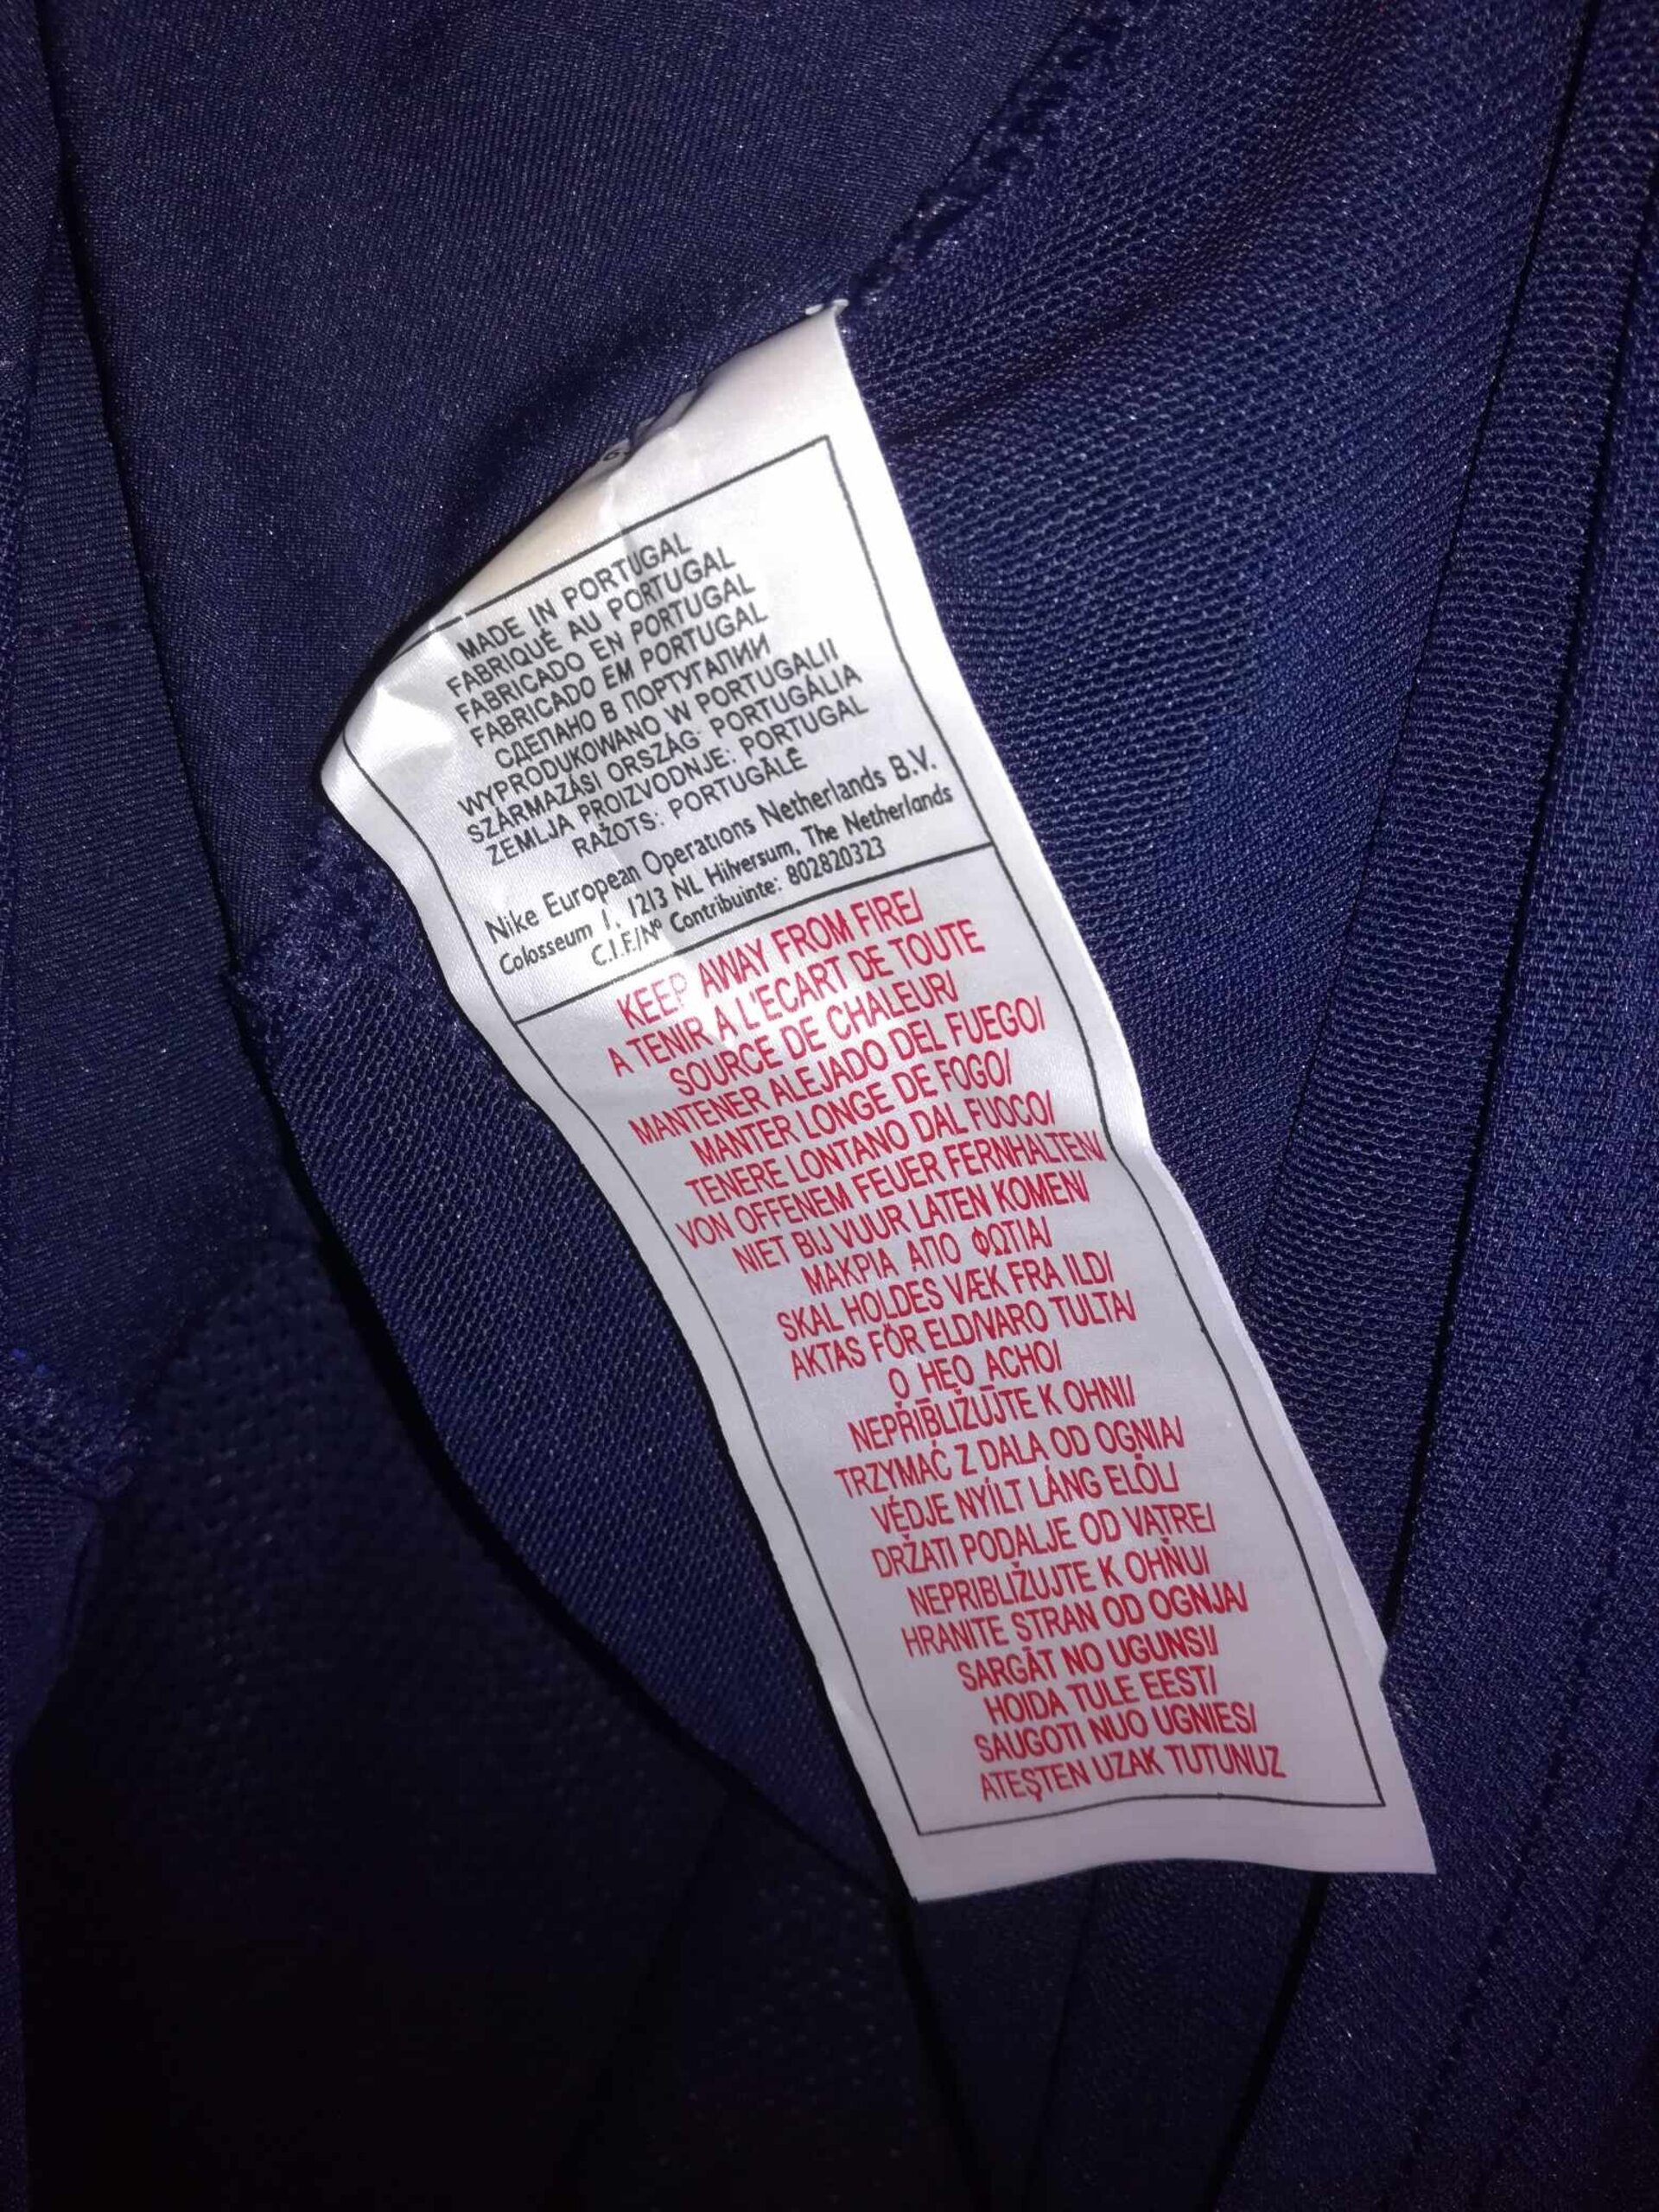 MADE IN PORTUGAL
FABRIQUÉ AU PORTUGAL
FABRICADO EN PORTUGAL
FABRICADO EM PORTUGAL
СДЕЛАНО В ПОРТУГАЛИИ
WYPRODUKOWANO W PORTUGALII
SZÁRMAZÁSI ORSZÁG: PORTUGÁLIA
ZEMLJA PROIZVODNJE: PORTUGAL
RAŽOTS: PORTUGĀLĒ
Nike European Operations Netherlands B.V.
Colosseum 1, 1213 NL Hilversum, The Netherlands
C.I.F./Nº Contribuinte: 802820323
KEEP AWAY FROM FIRE/
A TENIR A L'ECART DE TOUTE
SOURCE DE CHALEUR/
MANTENER ALEJADO DEL FUEGO/
MANTER LONGE DE FOGO/
TENERE LONTANO DAL FUOCO/
VON OFFENEM FEUER FERNHALTEN/
NIET BIJ VUUR LATEN KOMEN/
ΜΑΚΡΙΑ ΑΠΟ ΦΩΤΙΑ/
SKAL HOLDES VÆK FRA ILD/
AKTAS FÖR ELD/VARO TULTA/
O HEO ACHO/
NEPŘIBLIŽUJTE K OHNI/
TRZYMAĆ Z DALA OD OGNIA/
VÉDJE NYÍLT LÁNG ELŐL/
DRŽATI PODALJE OD VATRE/
NEPRIBLIŽUJTE K OHŇU/
HRANITE STRAN OD OGNJA/
SARGĀT NO UGUNS/
HOIDA TULE EEST/
SAUGOTI NUO UGNIES/
ATEŞTEN UZAK TUTUNUZ